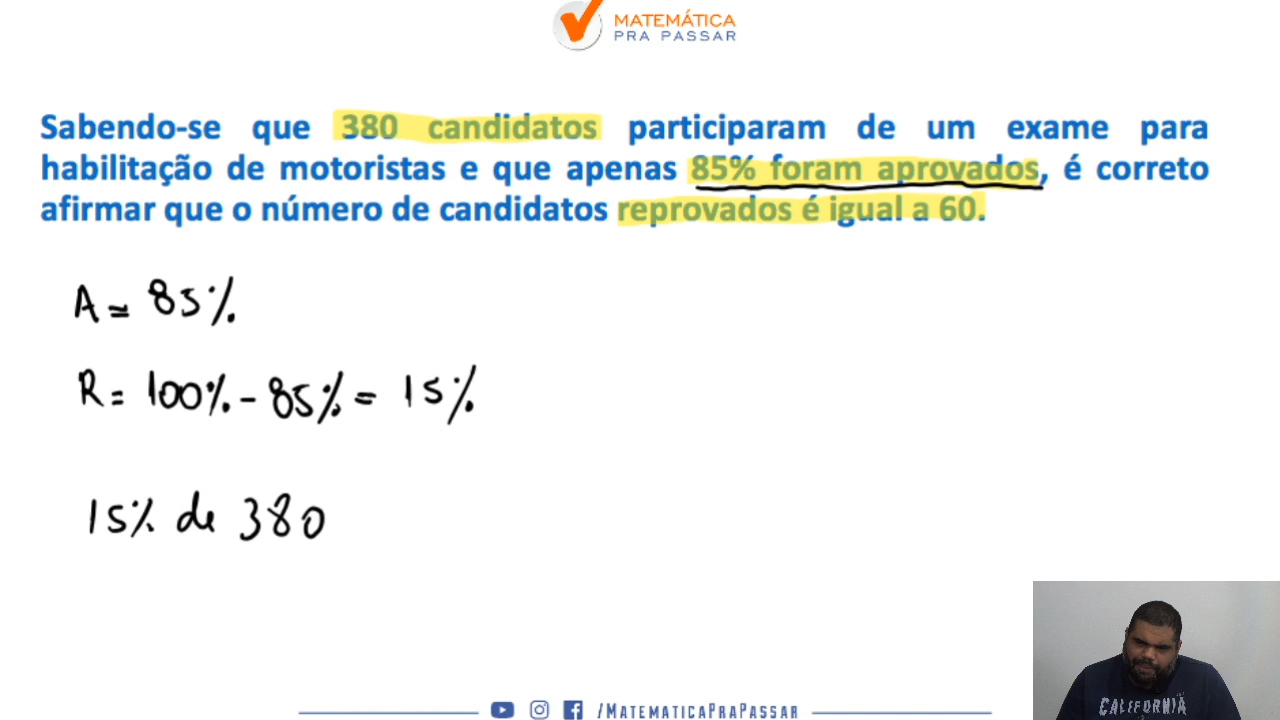 MATEMÁTICA
PRA PASSAR
Sabendo-se que 380 candidatos participaram de um exame para
habilitação de motoristas e que apenas 85% foram aprovados, é correto
afirmar que o número de candidatos reprovados é igual a 60.
A = 85%
R = 100% - 85% = 15%
15% de 380
CALIFORNIA
/MATEMATICAPRAPASSAR